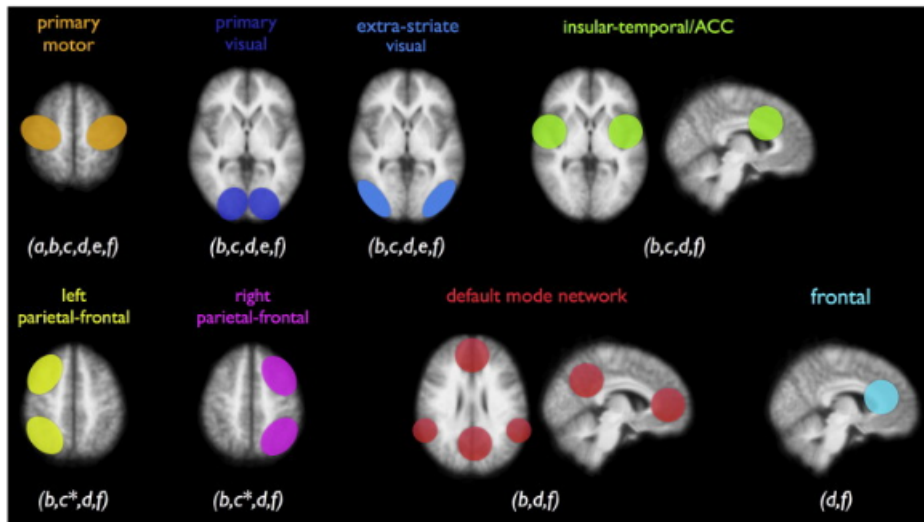 primary
motor
primary
visual
extra-striate
visual
insular-temporal/ACC
(a,b,c,d,e,f)
(b,c,d,e,f)
(b,c,d,e,f)
(b,c,d,f)
left
parietal-frontal
right
parietal-frontal
default mode network
frontal
(b,c*,d,f)
(b,c*,d,f)
(b,d,f)
(d,f)